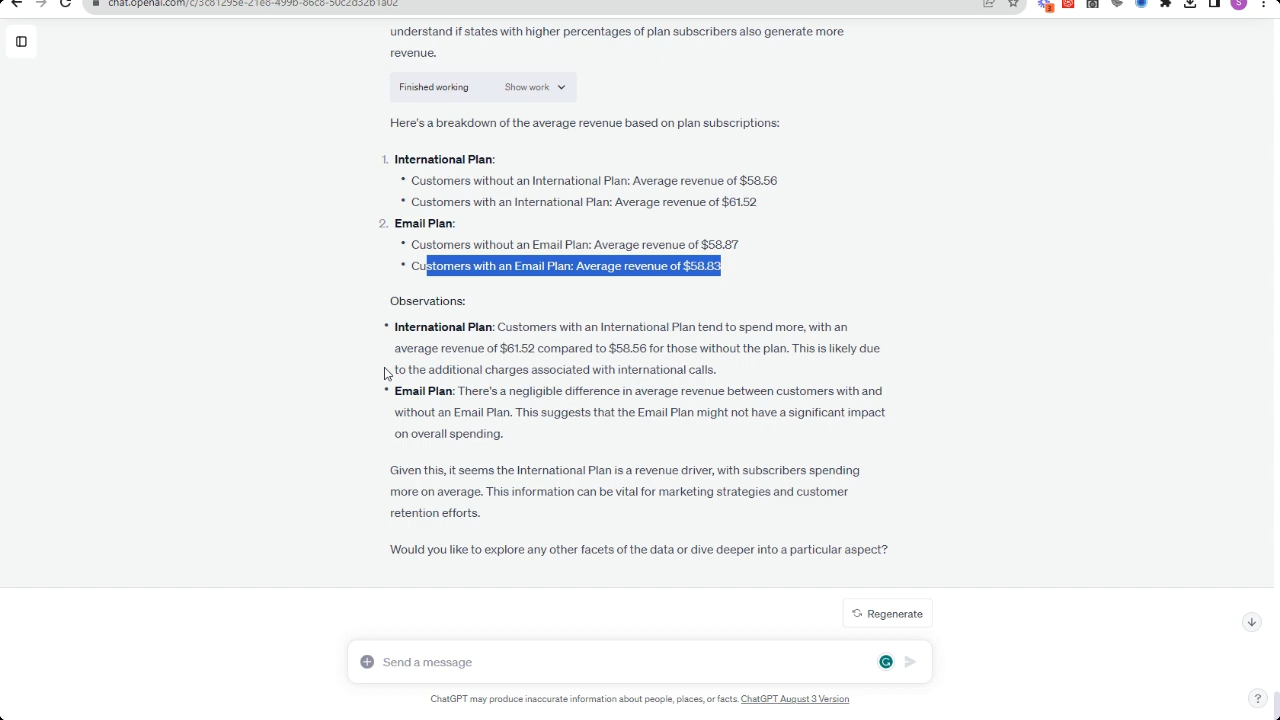 chat.openai.com/c/3c81295e-21e8-499b-86c8-50c2d32b1a02
3
S
understand if states with higher percentages of plan subscribers also generate more
revenue.
Finished working Show work
Here's a breakdown of the average revenue based on plan subscriptions:
1. International Plan:
• Customers without an International Plan: Average revenue of $58.56
• Customers with an International Plan: Average revenue of $61.52
2. Email Plan:
• Customers without an Email Plan: Average revenue of $58.87
• Customers with an Email Plan: Average revenue of $58.83
Observations:
• International Plan: Customers with an International Plan tend to spend more, with an
average revenue of $61.52 compared to $58.56 for those without the plan. This is likely due
to the additional charges associated with international calls.
• Email Plan: There's a negligible difference in average revenue between customers with and
without an Email Plan. This suggests that the Email Plan might not have a significant impact
on overall spending.
Given this, it seems the International Plan is a revenue driver, with subscribers spending
more on average. This information can be vital for marketing strategies and customer
retention efforts.
Would you like to explore any other facets of the data or dive deeper into a particular aspect?
Regenerate
Send a message
ChatGPT may produce inaccurate information about people, places, or facts. ChatGPT August 3 Version
?